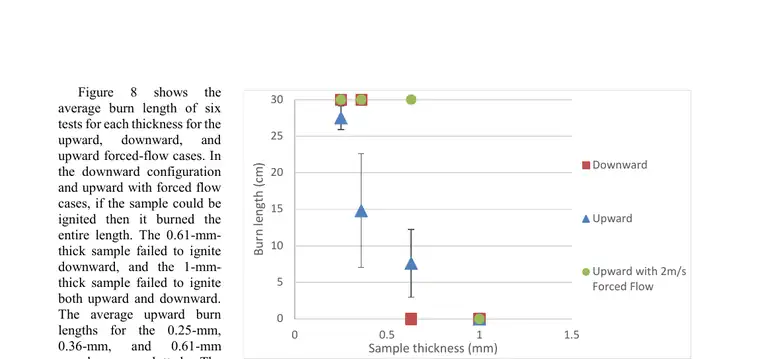 Figure 8 shows the
average burn length of six
tests for each thickness for the
upward, downward, and
upward forced-flow cases. In
the downward configuration
and upward with forced flow
cases, if the sample could be
ignited then it burned the
entire length. The 0.61-mm-
thick sample failed to ignite
downward, and the 1-mm-
thick sample failed to ignite
both upward and downward.
The average upward burn
lengths for the 0.25-mm,
0.36-mm, and 0.61-mm
30
25
20
15
10
5
0
Burn length (cm)
0 0.5 1 1.5
Sample thickness (mm)
Downward
Upward
Upward with 2m/s
Forced Flow